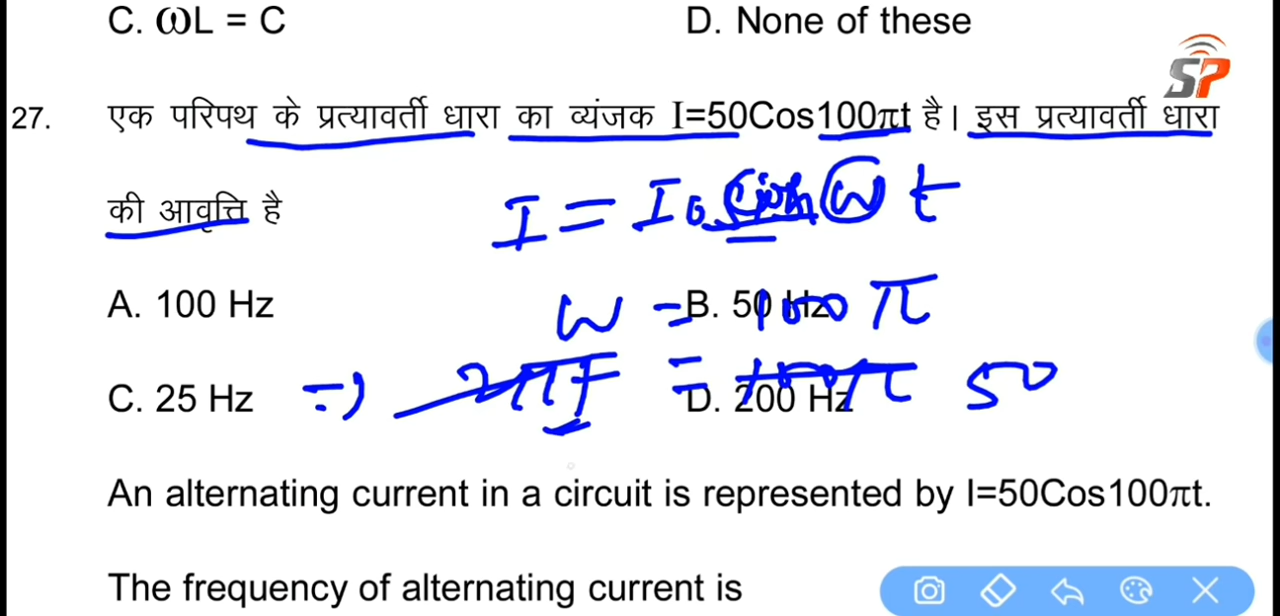 C. ωL = C D. None of these
SP
27. एक परिपथ के प्रत्यावर्ती धारा का व्यंजक I=50Cos100πt है। इस प्रत्यावर्ती धारा
की आवृत्ति है
I = I₀ ω t
A. 100 Hz B. 50 Hz
ω = 100 π
C. 25 Hz D. 200 Hz
⇒ 2πf = 100π 50
An alternating current in a circuit is represented by I=50Cos100πt.
The frequency of alternating current is